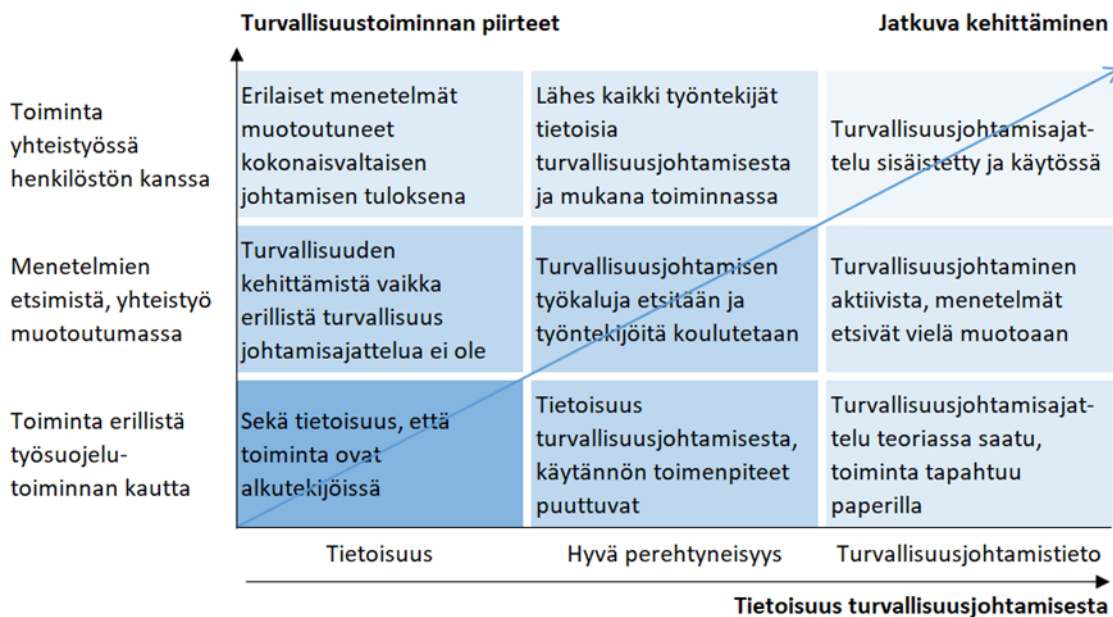 Turvallisuustoiminnan piirteet
Jatkuva kehittäminen
Toiminta
yhteistyössä
henkilöstön kanssa
Erilaiset menetelmät
muotoutuneet
kokonaisvaltaisen
johtamisen tuloksena
Lähes kaikki työntekijät
tietoisia
turvallisuusjohtamisesta
ja mukana toiminnassa
Turvallisuusjohtamisajat-
telu sisäistetty ja käytössä
Menetelmien
etsimistä, yhteistyö
muotoutumassa
Turvallisuuden
kehittämistä vaikka
erillistä turvallisuus
johtamisajattelua ei ole
Turvallisuusjohtamisen
työkaluja etsitään ja
työntekijöitä koulutetaan
Turvallisuusjohtaminen
aktiivista, menetelmät
etsivät vielä muotoaan
Toiminta erillistä
työsuojelu-
toiminnan kautta
Sekä tietoisuus, että
toiminta ovat
alkutekijöissä
Tietoisuus
turvallisuusjohtamisesta,
käytännön toimenpiteet
puuttuvat
Turvallisuusjohtamisajat-
telu teoriassa saatu,
toiminta tapahtuu
paperilla
Tietoisuus
Hyvä perehtyneisyys
Turvallisuusjohtamistieto
Tietoisuus turvallisuusjohtamisesta